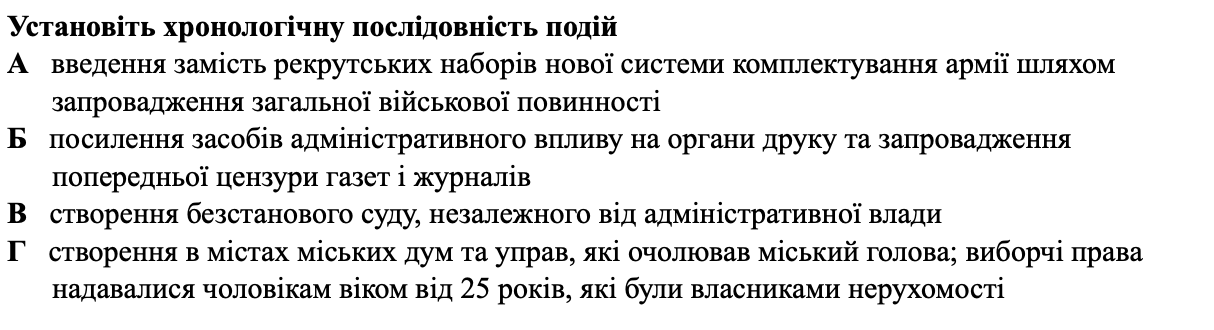 Установіть хронологічну послідовність подій
А введення замість рекрутських наборів нової системи комплектування армії шляхом
запровадження загальної військової повинності
Б посилення засобів адміністративного впливу на органи друку та запровадження
попередньої цензури газет і журналів
В створення безстанового суду, незалежного від адміністративної влади
Г створення в містах міських дум та управ, які очолював міський голова; виборчі права
надавалися чоловікам віком від 25 років, які були власниками нерухомості